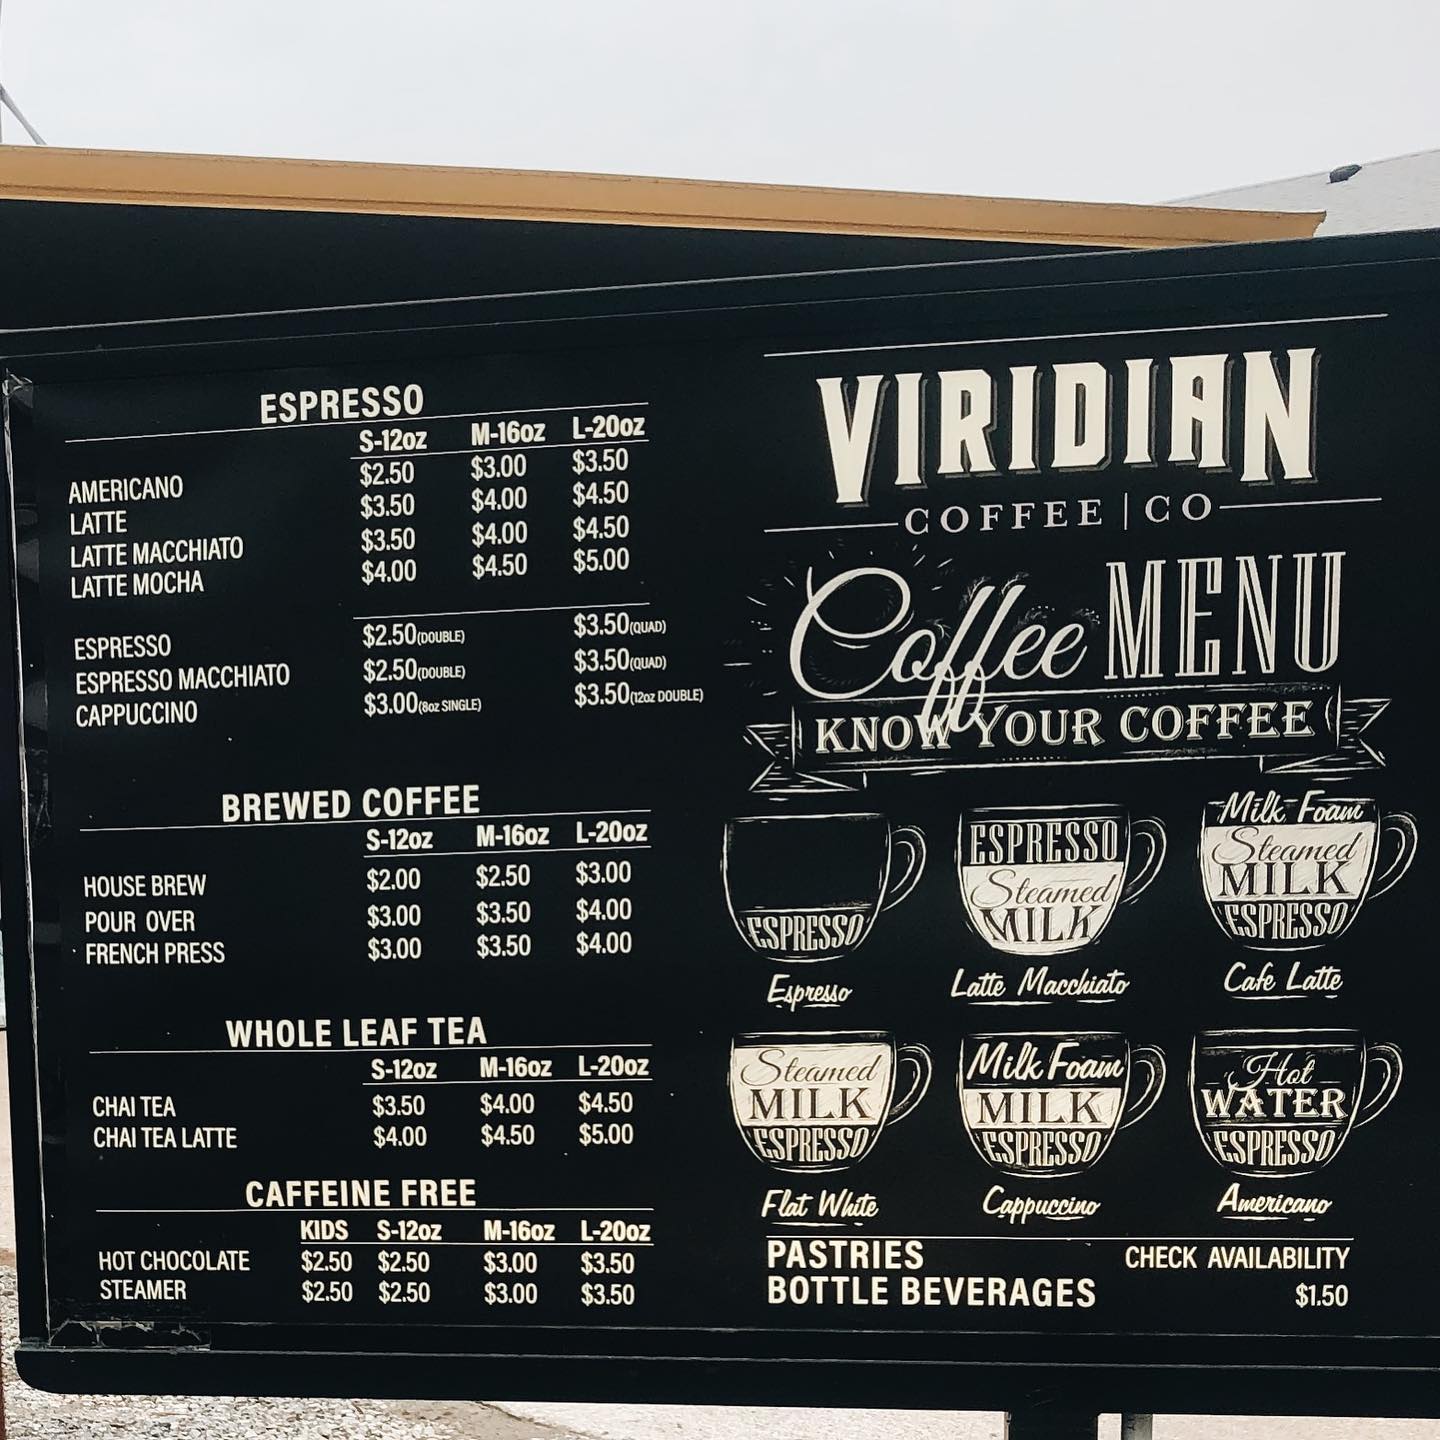 ESPRESSO
S-12oz M-16oz L-20oz
AMERICANO $2.50 $3.00 $3.50
LATTE $3.50 $4.00 $4.50
LATTE MACCHIATO $3.50 $4.00 $4.50
LATTE MOCHA $4.00 $4.50 $5.00
ESPRESSO $2.50(DOUBLE) $3.50(QUAD)
ESPRESSO MACCHIATO $2.50(DOUBLE) $3.50(QUAD)
CAPPUCCINO $3.00(8oz SINGLE) $3.50(12oz DOUBLE)
BREWED COFFEE
S-12oz M-16oz L-20oz
HOUSE BREW $2.00 $2.50 $3.00
POUR OVER $3.00 $3.50 $4.00
FRENCH PRESS $3.00 $3.50 $4.00
WHOLE LEAF TEA
S-12oz M-16oz L-20oz
CHAI TEA $3.50 $4.00 $4.50
CHAI TEA LATTE $4.00 $4.50 $5.00
CAFFEINE FREE
KIDS S-12oz M-16oz L-20oz
HOT CHOCOLATE $2.50 $2.50 $3.00 $3.50
STEAMER $2.50 $2.50 $3.00 $3.50
VIRIDIAN
COFFEE | CO
Coffee MENU
KNOW YOUR COFFEE
ESPRESSO
Espresso
ESPRESSO
Steamed
MILK
Latte Macchiato
Milk Foam
Steamed
MILK
ESPRESSO
Cafe Latte
Steamed
MILK
ESPRESSO
Flat White
Milk Foam
MILK
ESPRESSO
Cappuccino
Hot
WATER
ESPRESSO
Americano
PASTRIES CHECK AVAILABILITY
BOTTLE BEVERAGES $1.50